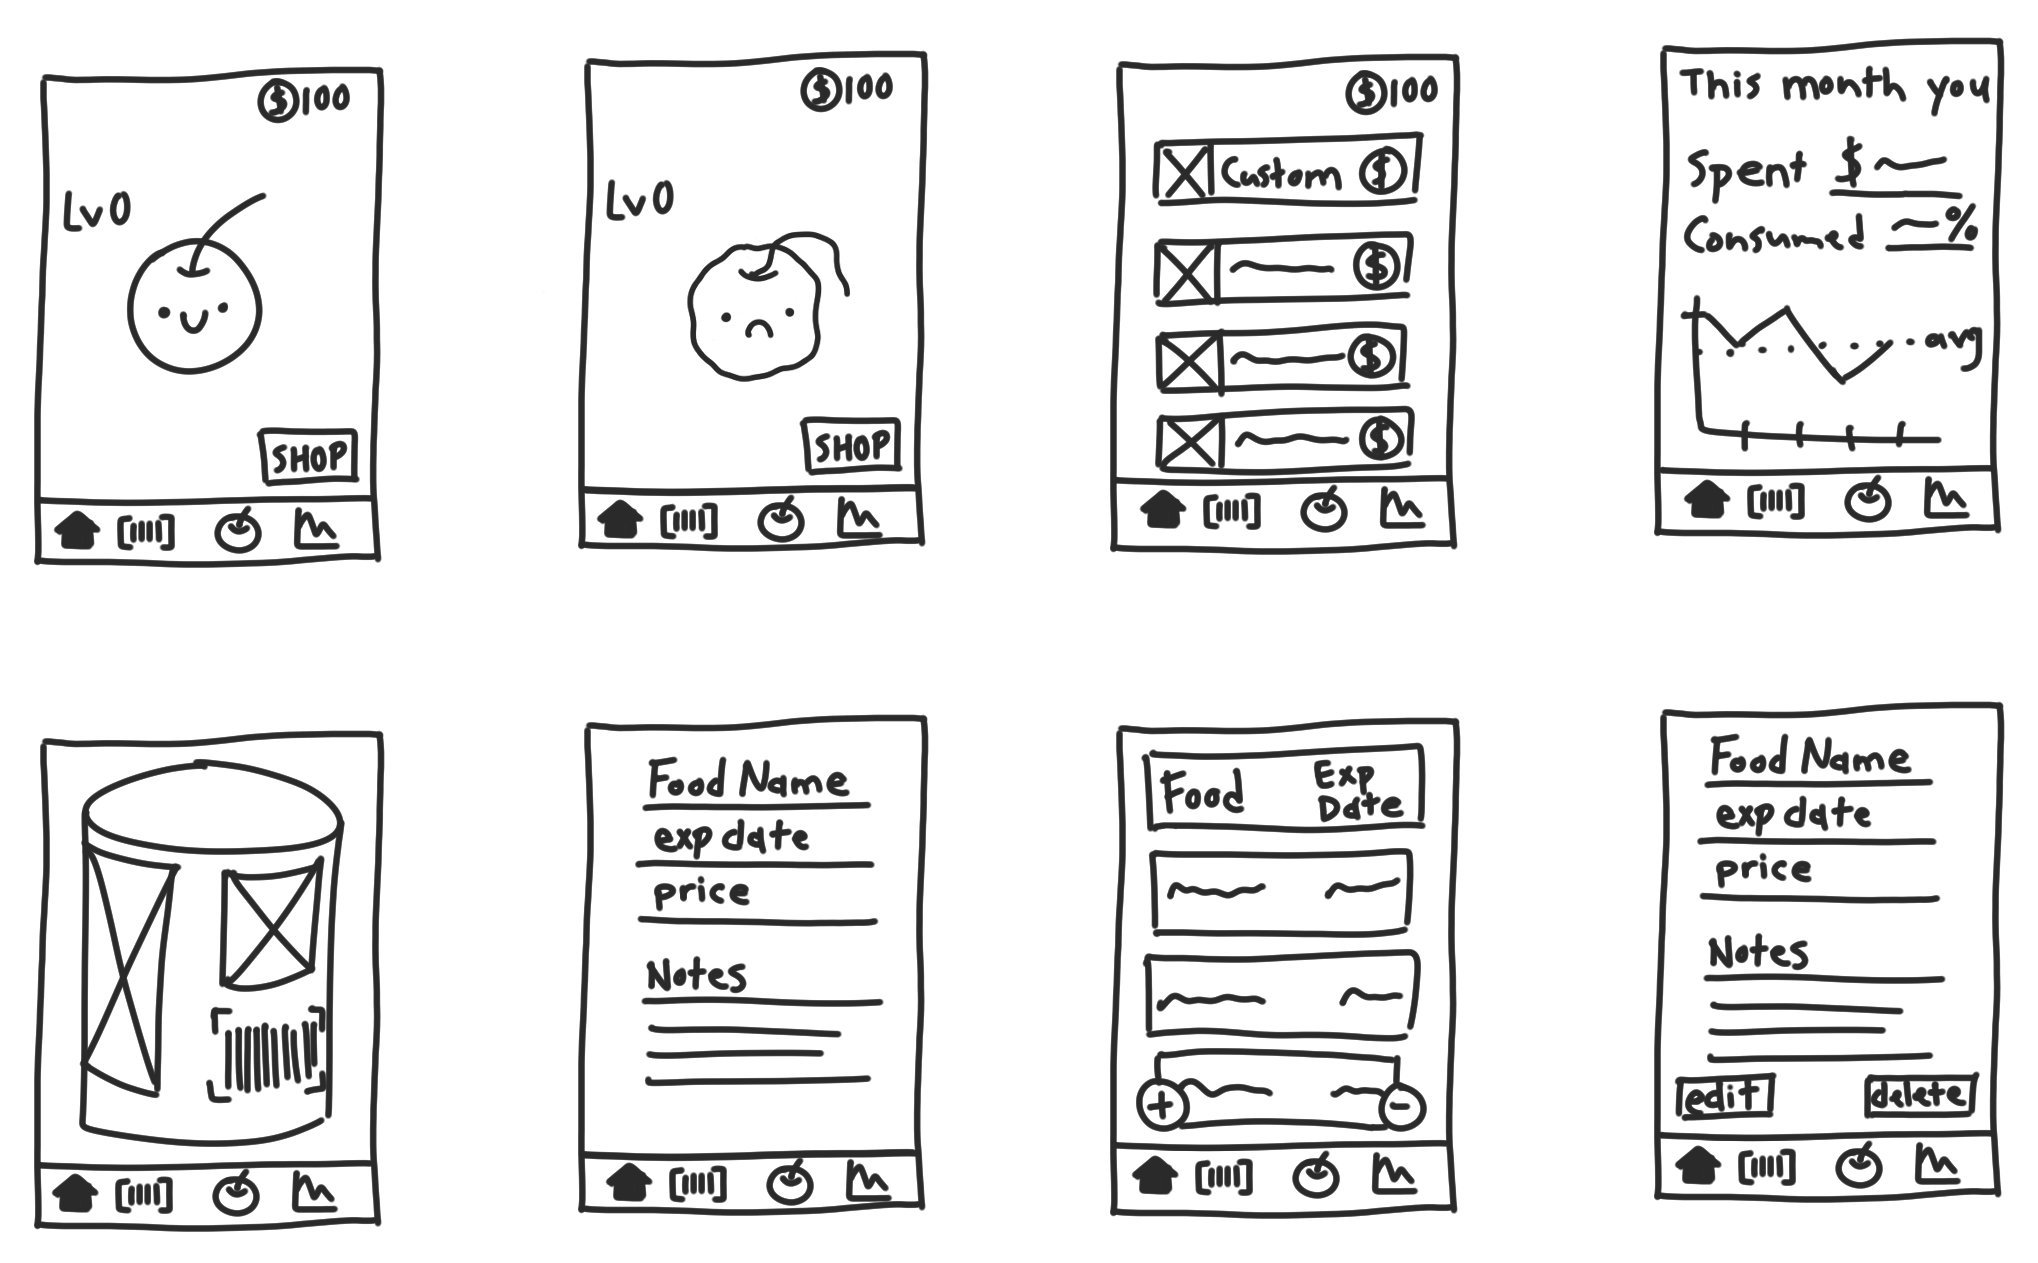 $100
Lv0
SHOP
$100
Lv0
SHOP
$100
Custom $
$
$
$
This month you
Spent $
Consumed %
avg
Food Name
exp date
price
Notes
Food Exp Date
+ -
Food Name
exp date
price
Notes
edit delete